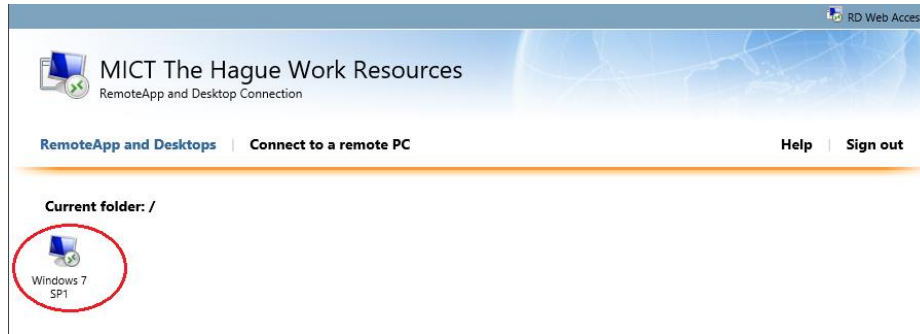 RD Web Acces
MICT The Hague Work Resources
RemoteApp and Desktop Connection
RemoteApp and Desktops | Connect to a remote PC
Help | Sign out
Current folder: /
Windows 7
SP1